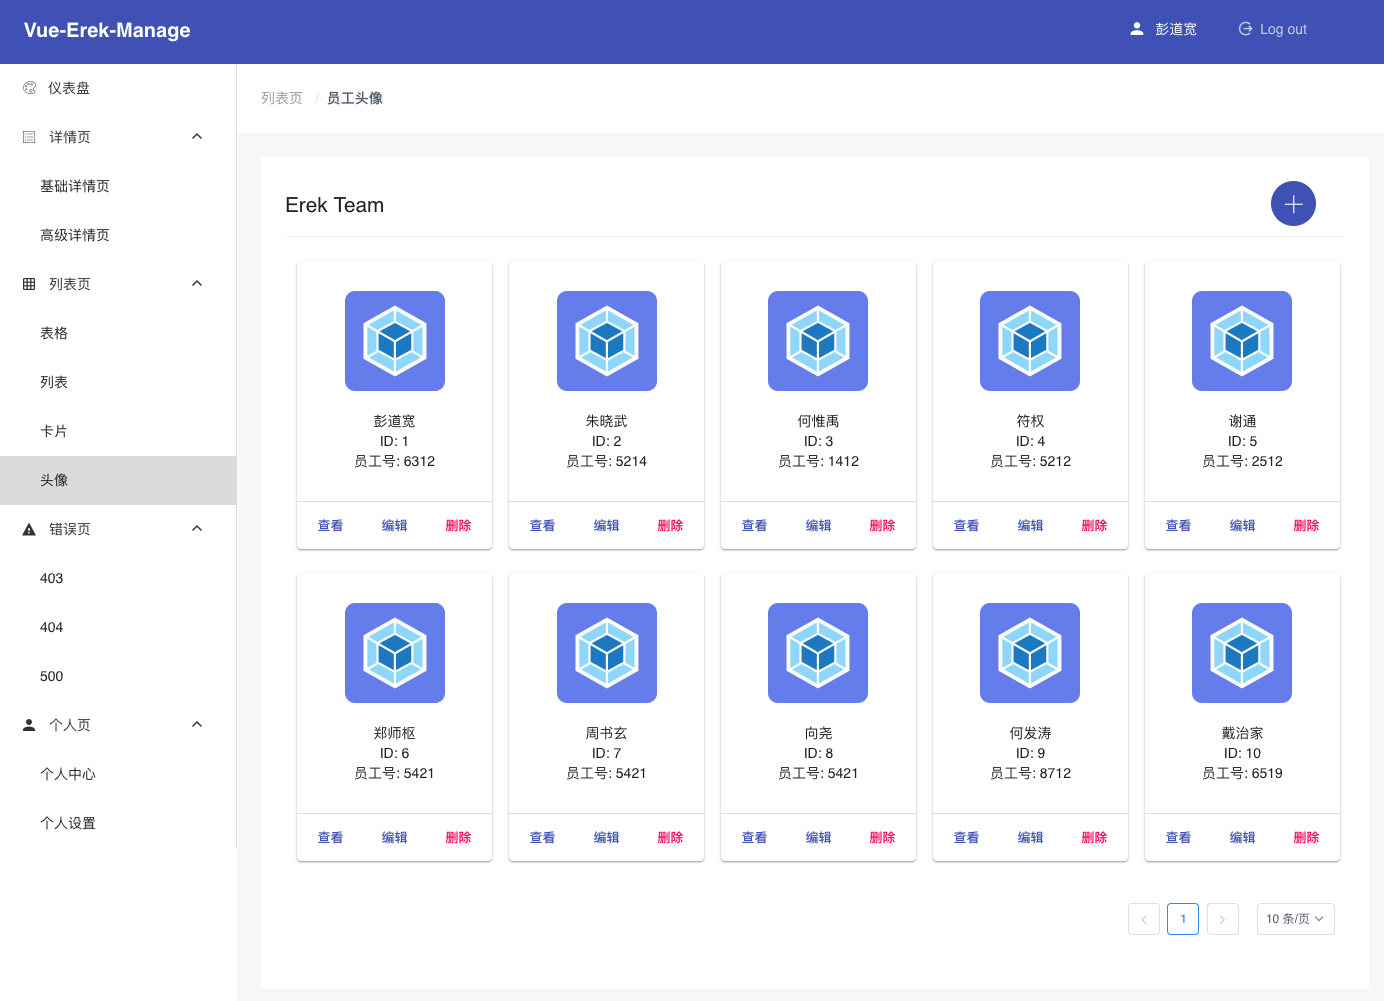 Vue-Erek-Manage
彭道宽
Log out
仪表盘
详情页
基础详情页
高级详情页
列表页
表格
列表
卡片
头像
错误页
403
404
500
个人页
个人中心
个人设置
列表页 / 员工头像
Erek Team
彭道宽
ID: 1
员工号: 6312
查看 编辑 删除
朱晓武
ID: 2
员工号: 5214
查看 编辑 删除
何惟禹
ID: 3
员工号: 1412
查看 编辑 删除
符权
ID: 4
员工号: 5212
查看 编辑 删除
谢通
ID: 5
员工号: 2512
查看 编辑 删除
郑师枢
ID: 6
员工号: 5421
查看 编辑 删除
周书玄
ID: 7
员工号: 5421
查看 编辑 删除
向尧
ID: 8
员工号: 5421
查看 编辑 删除
何发涛
ID: 9
员工号: 8712
查看 编辑 删除
戴治家
ID: 10
员工号: 6519
查看 编辑 删除
1
10 条/页